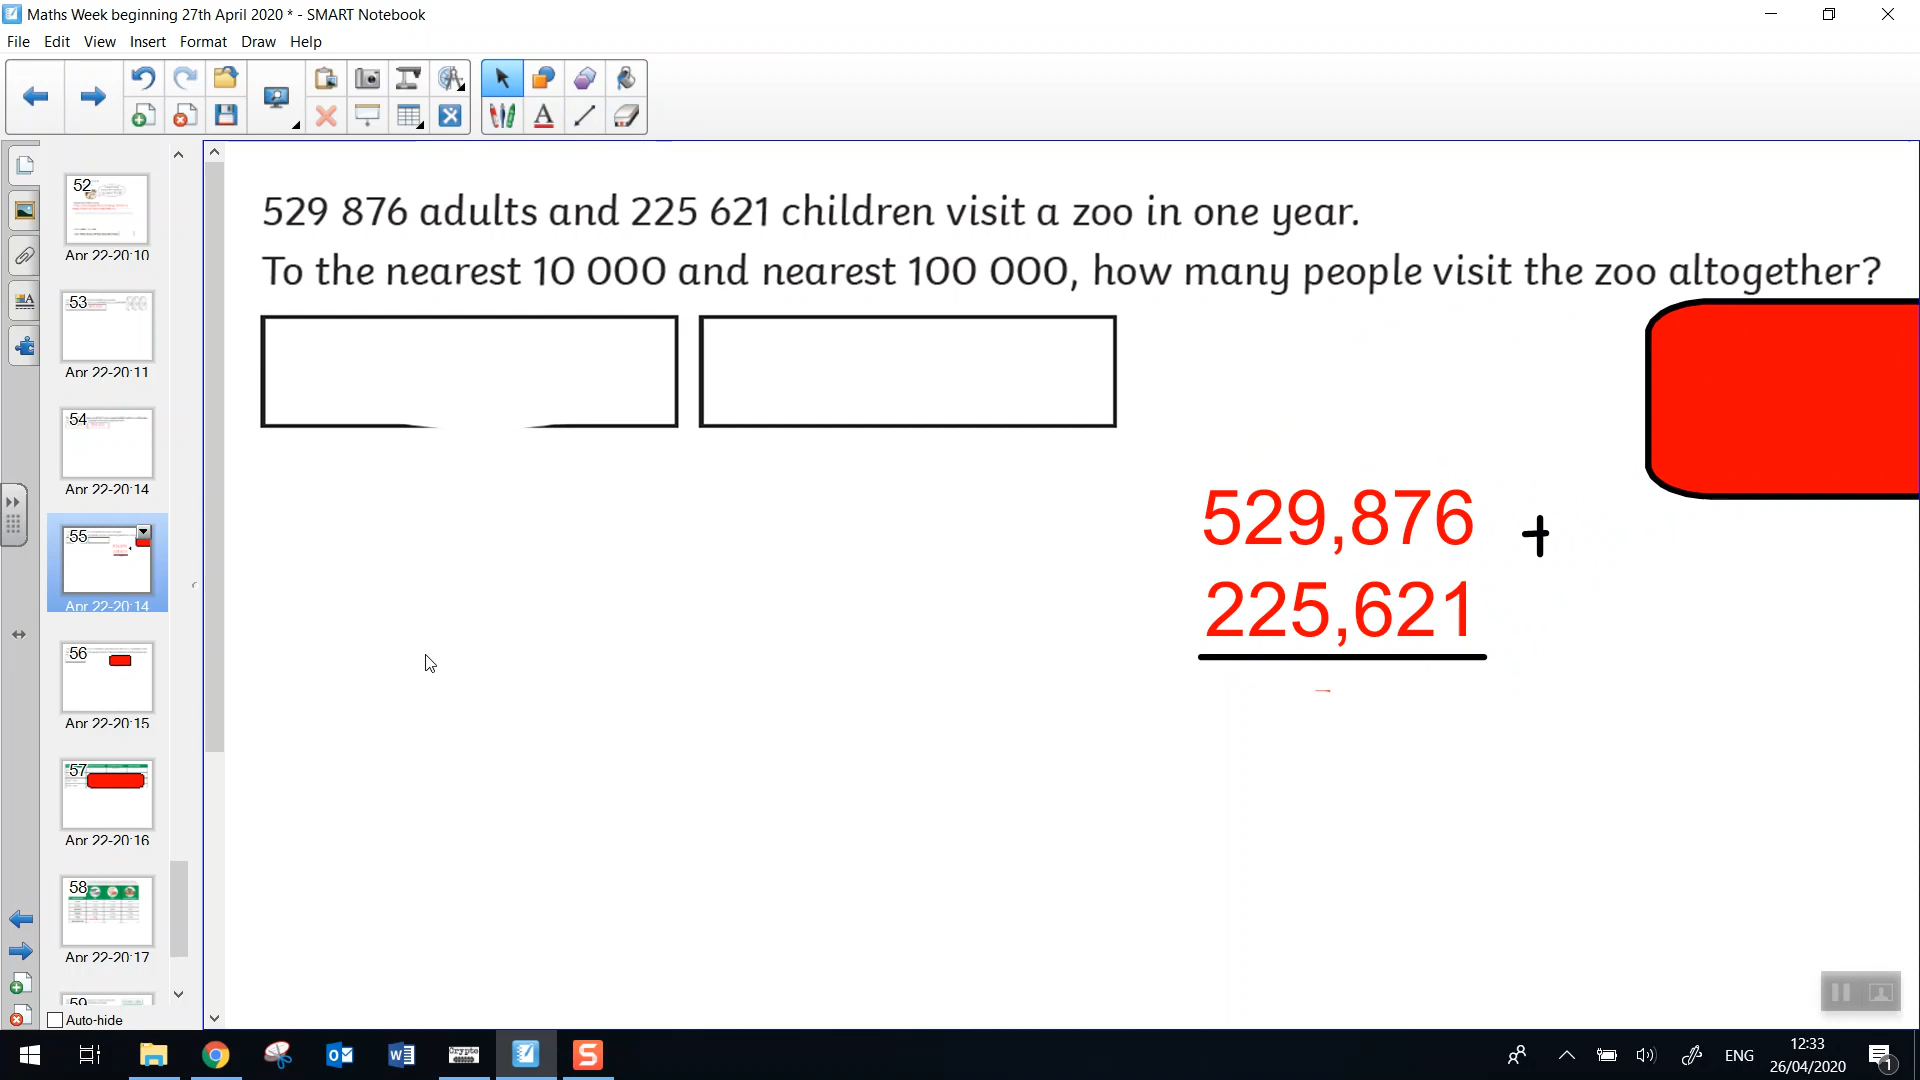 Maths Week beginning 27th April 2020 * - SMART Notebook
File Edit View Insert Format Draw Help
529 876 adults and 225 621 children visit a zoo in one year.
To the nearest 10 000 and nearest 100 000, how many people visit the zoo altogether?
529,876 +
225,621
52
Apr 22-20:10
53
Apr 22-20:11
54
Apr 22-20:14
55
Apr 22-20:14
56
Apr 22-20:15
57
Apr 22-20:16
58
Apr 22-20:17
59
Auto-hide
Crypto
ENG
12:33
26/04/2020
1